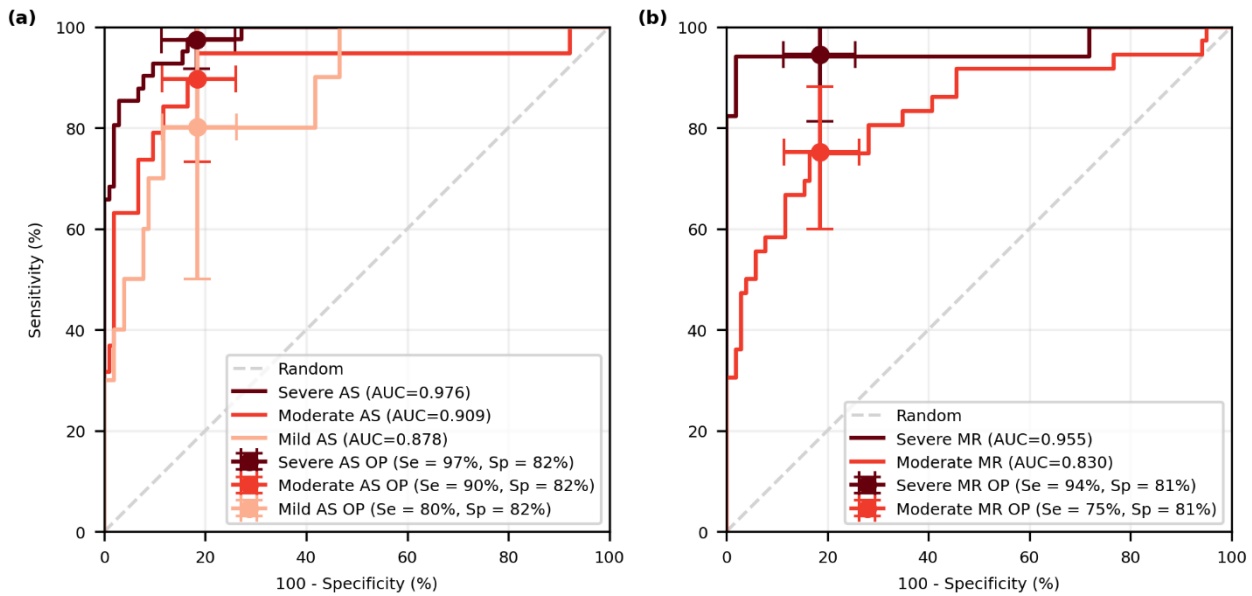 (a)
100
80
60
40
20
0
Sensitivity (%)
0 20 40 60 80 100
100 - Specificity (%)
Random
Severe AS (AUC=0.976)
Moderate AS (AUC=0.909)
Mild AS (AUC=0.878)
Severe AS OP (Se = 97%, Sp = 82%)
Moderate AS OP (Se = 90%, Sp = 82%)
Mild AS OP (Se = 80%, Sp = 82%)
(b)
100
80
60
40
20
0
0 20 40 60 80 100
100 - Specificity (%)
Random
Severe MR (AUC=0.955)
Moderate MR (AUC=0.830)
Severe MR OP (Se = 94%, Sp = 81%)
Moderate MR OP (Se = 75%, Sp = 81%)